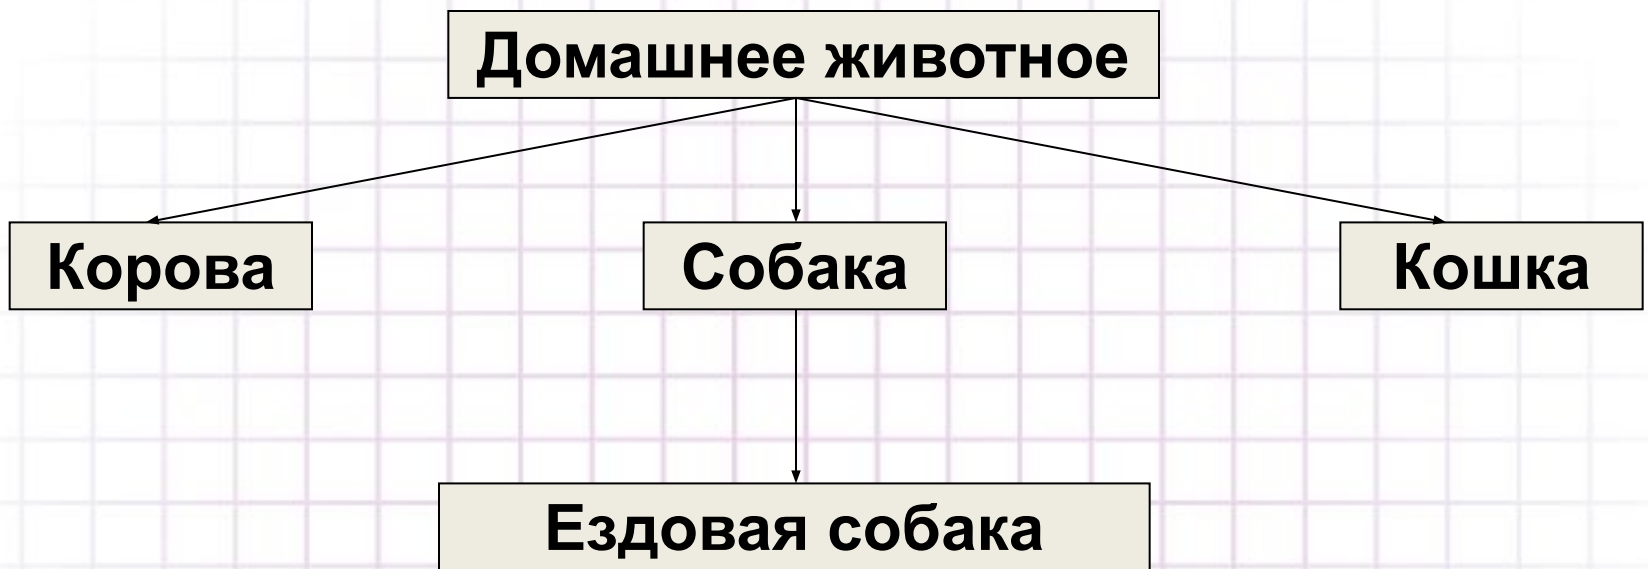 Домашнее животное
Корова
Собака
Кошка
Ездовая собака